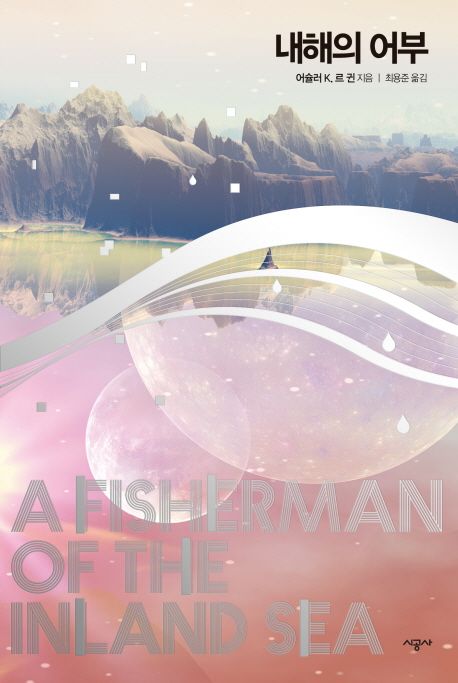 내해의 어부
어슐러 K. 르 귄 지음 | 최용준 옮김
A FISHERMAN
OF THE
INLAND SEA
시공사